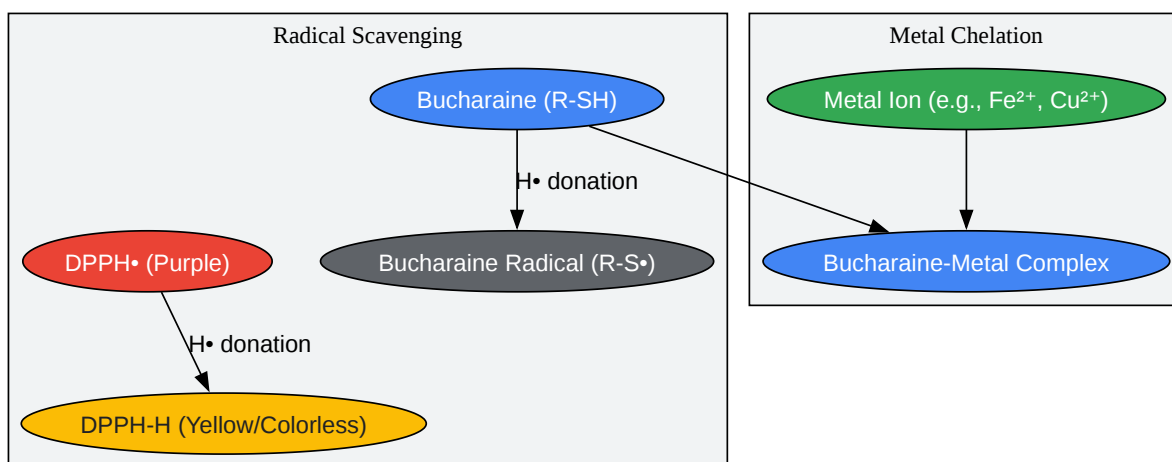 Radical Scavenging
Metal Chelation
Bucharaine (R-SH)
Metal Ion (e.g., Fe²⁺, Cu²⁺)
H• donation
DPPH• (Purple)
Bucharaine Radical (R-S•)
Bucharaine-Metal Complex
H• donation
DPPH-H (Yellow/Colorless)